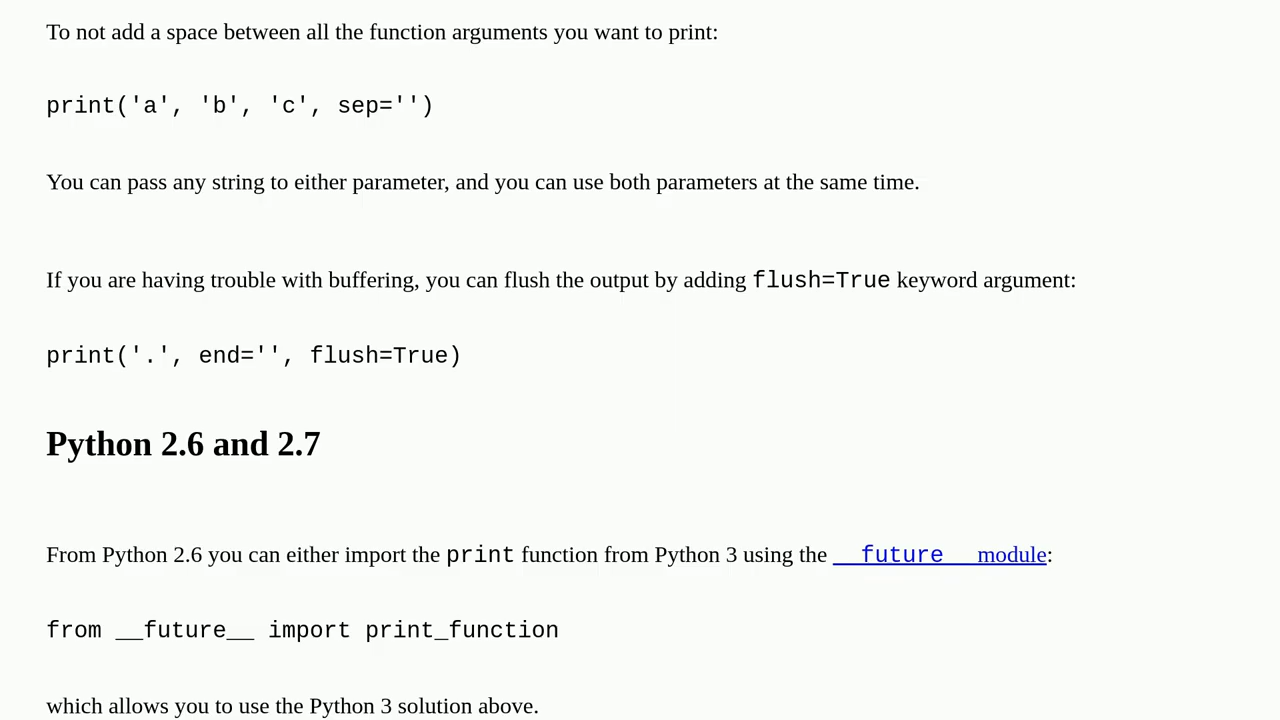 To not add a space between all the function arguments you want to print:
print('a', 'b', 'c', sep='')
You can pass any string to either parameter, and you can use both parameters at the same time.
If you are having trouble with buffering, you can flush the output by adding flush=True keyword argument:
print('.', end='', flush=True)
Python 2.6 and 2.7
From Python 2.6 you can either import the print function from Python 3 using the __future__ module:
from __future__ import print_function
which allows you to use the Python 3 solution above.